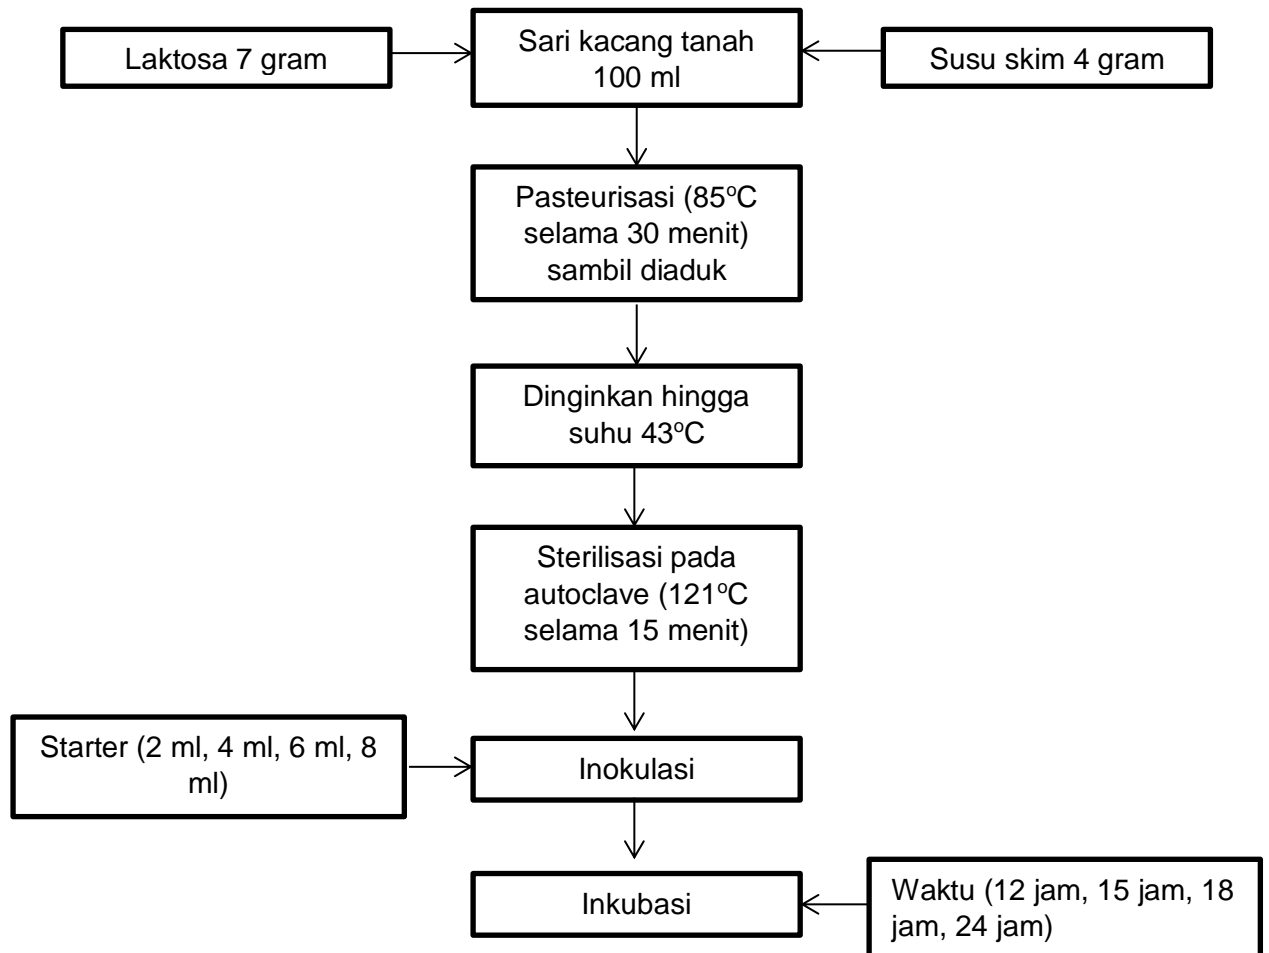 Laktosa 7 gram
Sari kacang tanah
100 ml
Susu skim 4 gram
Pasteurisasi (85°C
selama 30 menit)
sambil diaduk
Dinginkan hingga
suhu 43°C
Sterilisasi pada
autoclave (121°C
selama 15 menit)
Starter (2 ml, 4 ml, 6 ml, 8
ml)
Inokulasi
Inkubasi
Waktu (12 jam, 15 jam, 18
jam, 24 jam)